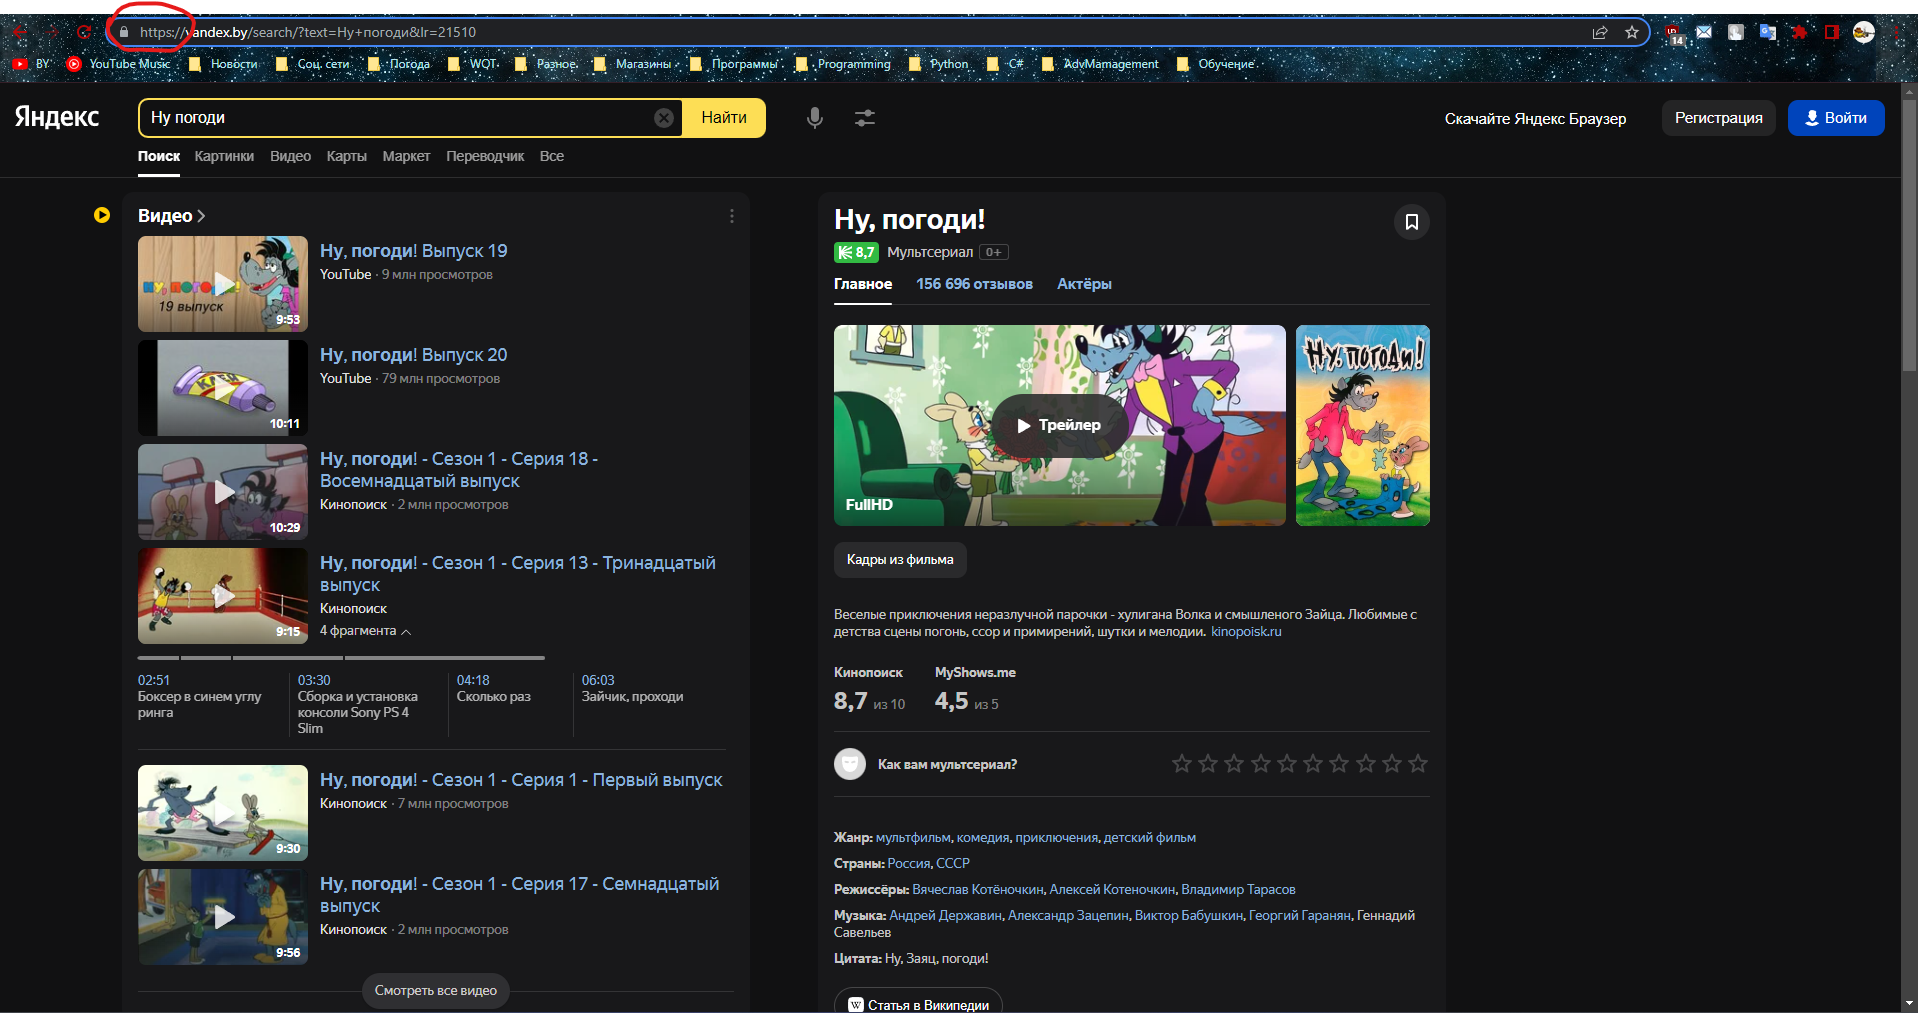 https://yandex.by/search/?text=Ну+погоди&lr=21510
14
BY
YouTube Music
Новости
Соц. сети
Погода
WQT
Разное
Магазины
Программы
Programming
Python
C#
AdvMamagement
Обучение
Яндекс
Ну погоди
Найти
Скачайте Яндекс Браузер
Регистрация
Войти
Поиск
Картинки
Видео
Карты
Маркет
Переводчик
Все
Видео
НУ, ПОГОДИ!
19 выпуск
9:53
Ну, погоди! Выпуск 19
YouTube · 9 млн просмотров
КЛЕЙ
10:11
Ну, погоди! Выпуск 20
YouTube · 79 млн просмотров
10:29
Ну, погоди! - Сезон 1 - Серия 18 -
Восемнадцатый выпуск
Кинопоиск · 2 млн просмотров
9:15
Ну, погоди! - Сезон 1 - Серия 13 - Тринадцатый
выпуск
Кинопоиск
4 фрагмента
02:51
Боксер в синем углу
ринга
03:30
Сборка и установка
консоли Sony PS 4
Slim
04:18
Сколько раз
06:03
Зайчик, проходи
9:30
Ну, погоди! - Сезон 1 - Серия 1 - Первый выпуск
Кинопоиск · 7 млн просмотров
9:56
Ну, погоди! - Сезон 1 - Серия 17 - Семнадцатый
выпуск
Кинопоиск · 2 млн просмотров
Смотреть все видео
Ну, погоди!
8,7 Мультсериал 0+
Главное
156 696 отзывов
Актёры
Трейлер
FullHD
Ну, погоди!
Кадры из фильма
Веселые приключения неразлучной парочки - хулигана Волка и смышленого Зайца. Любимые с
детства сцены погонь, ссор и примирений, шутки и мелодии. kinopoisk.ru
Кинопоиск
8,7 из 10
MyShows.me
4,5 из 5
Как вам мультсериал?
Жанр: мультфильм, комедия, приключения, детский фильм
Страны: Россия, СССР
Режиссёры: Вячеслав Котёночкин, Алексей Котеночкин, Владимир Тарасов
Музыка: Андрей Державин, Александр Зацепин, Виктор Бабушкин, Георгий Гаранян, Геннадий
Савельев
Цитата: Ну, Заяц, погоди!
W Статья в Википедии